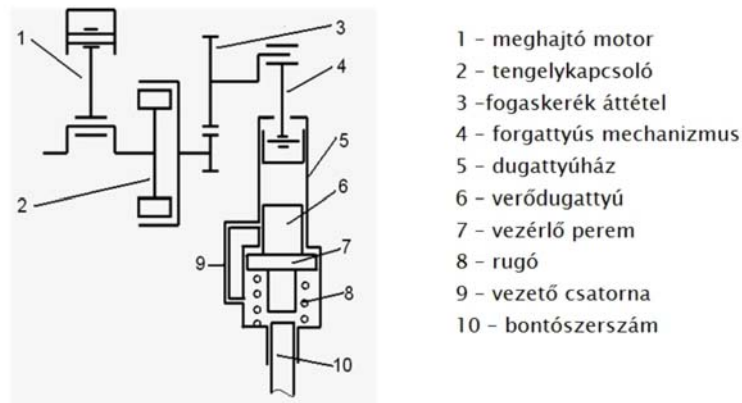 1
2
3
4
5
6
7
9
8
10
1 – meghajtó motor
2 – tengelykapcsoló
3 –fogaskerék áttétel
4 – forgattyús mechanizmus
5 – dugattyúház
6 – verődugattyú
7 – vezérlő perem
8 – rugó
9 – vezető csatorna
10 – bontószerszám